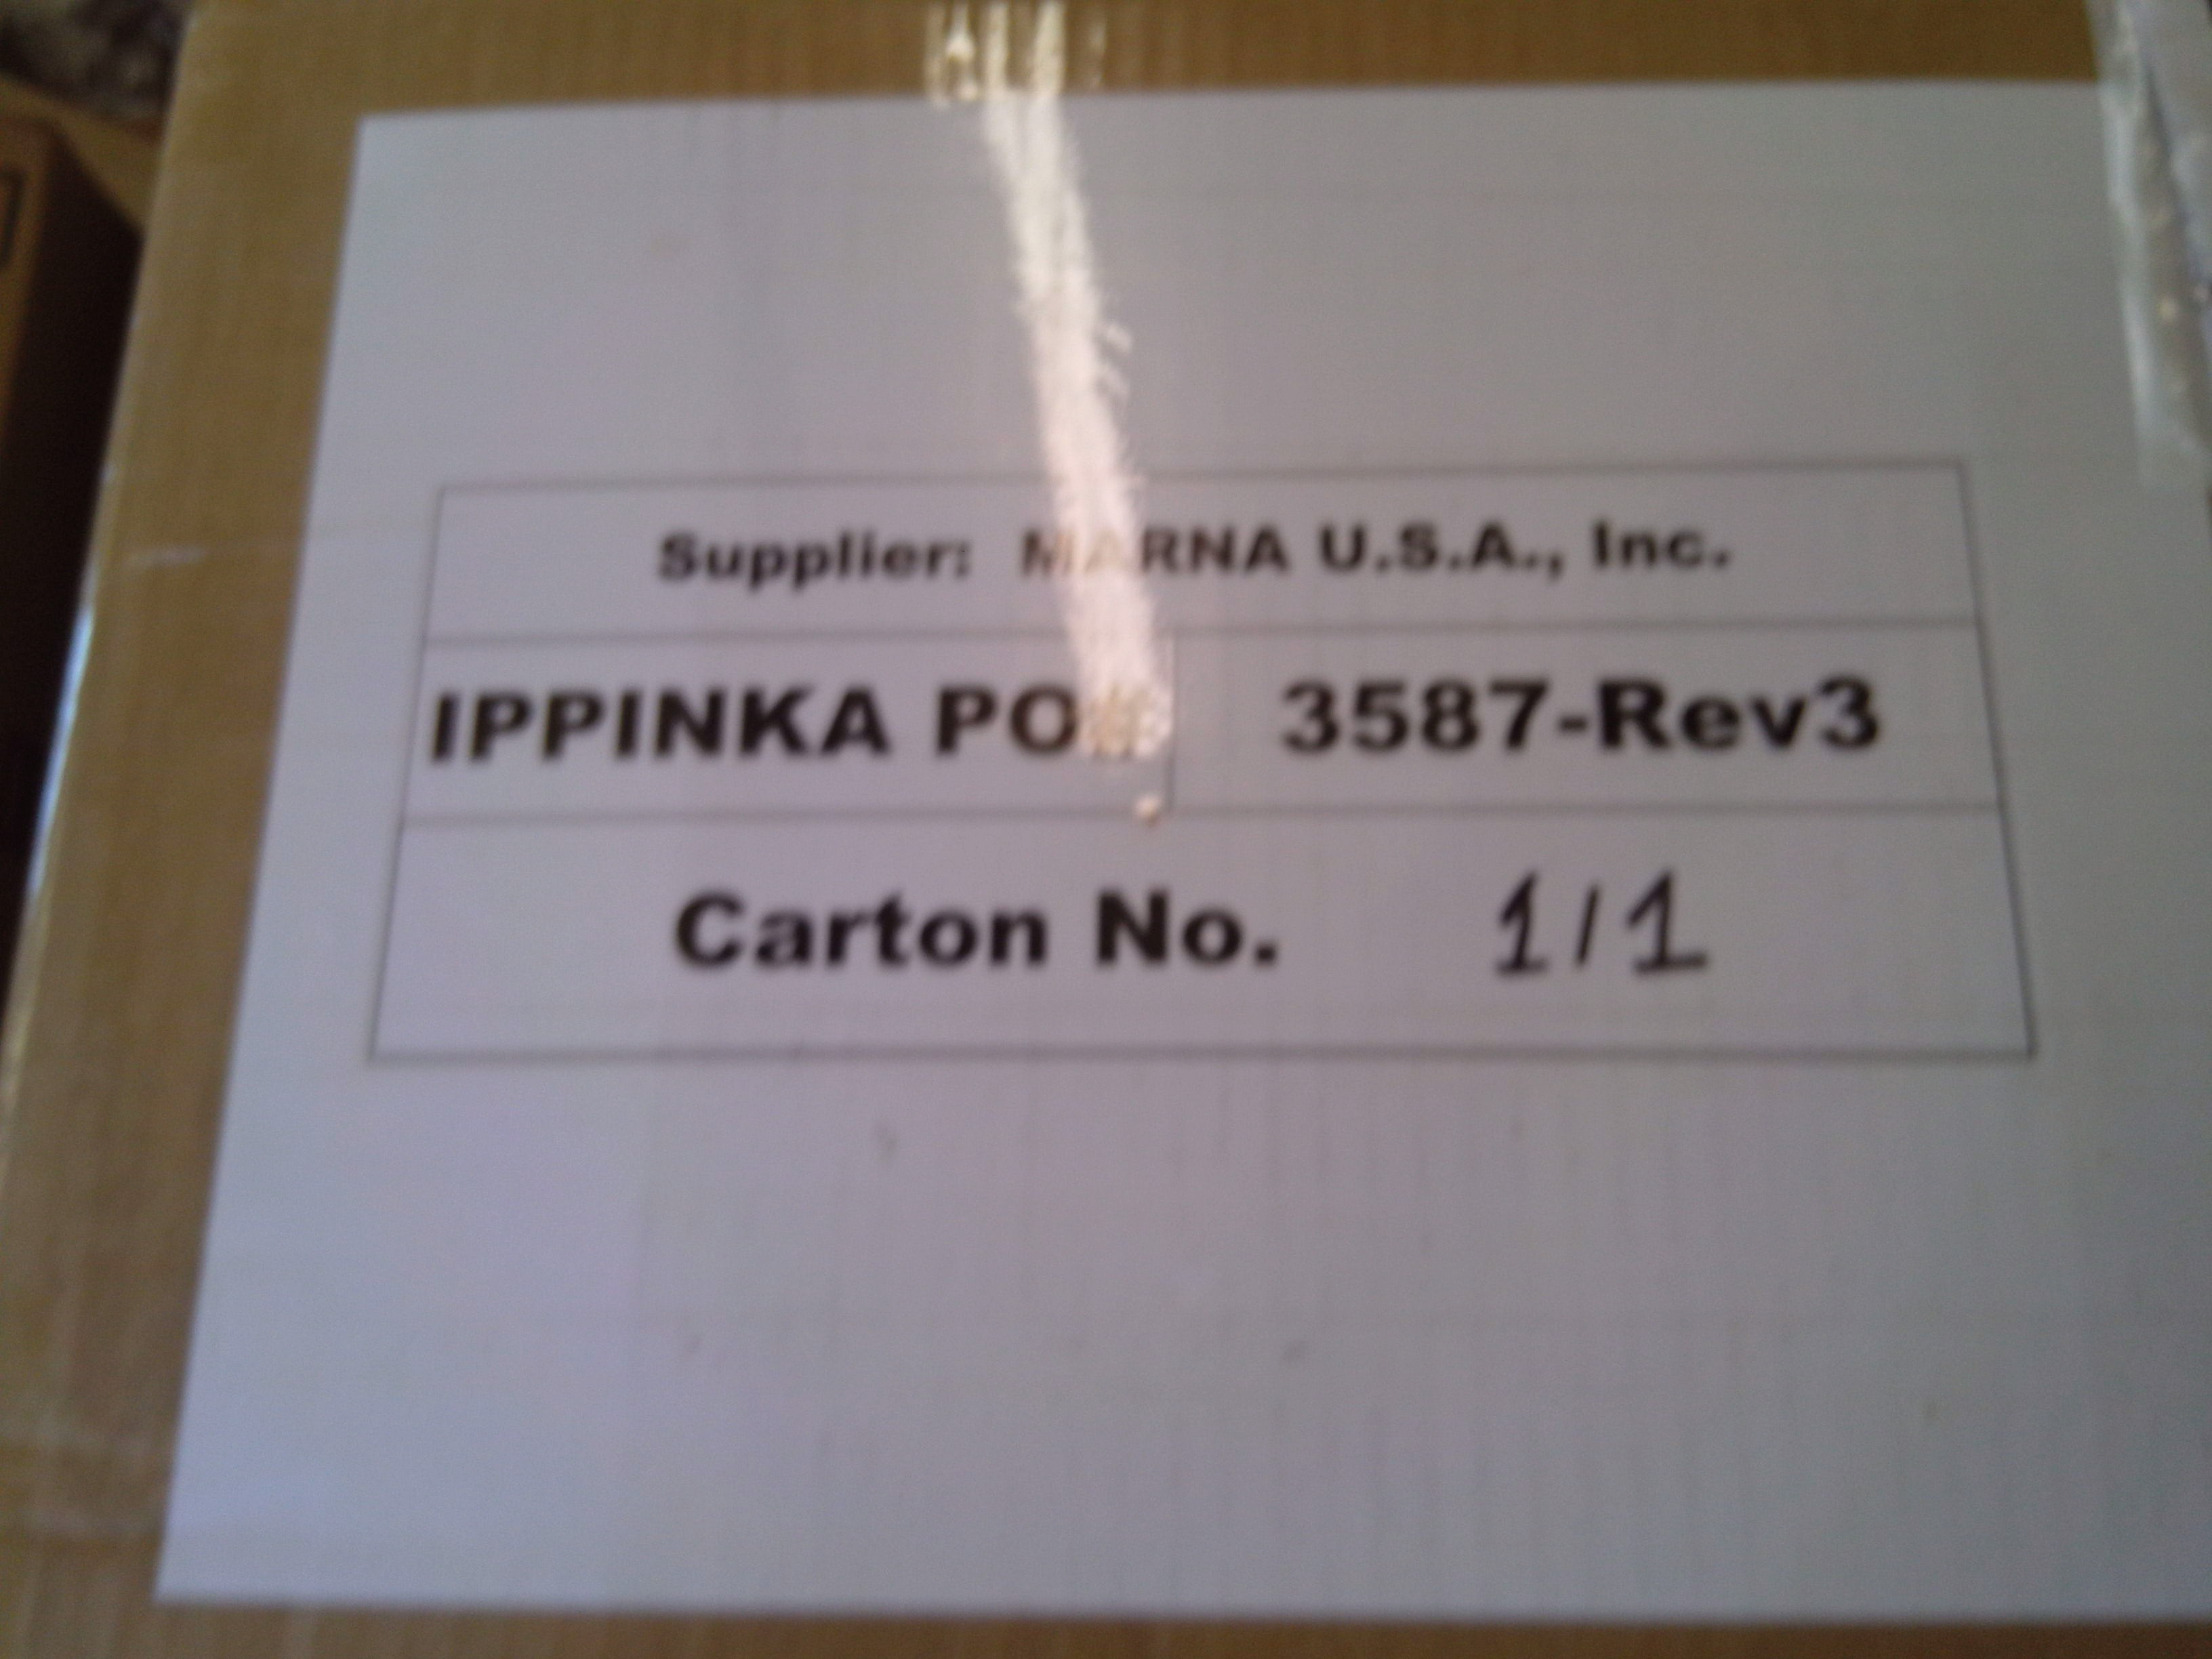 Supplier: MARNA U.S.A., Inc.
IPPINKA PO# 3587-Rev3
Carton No. 1/1